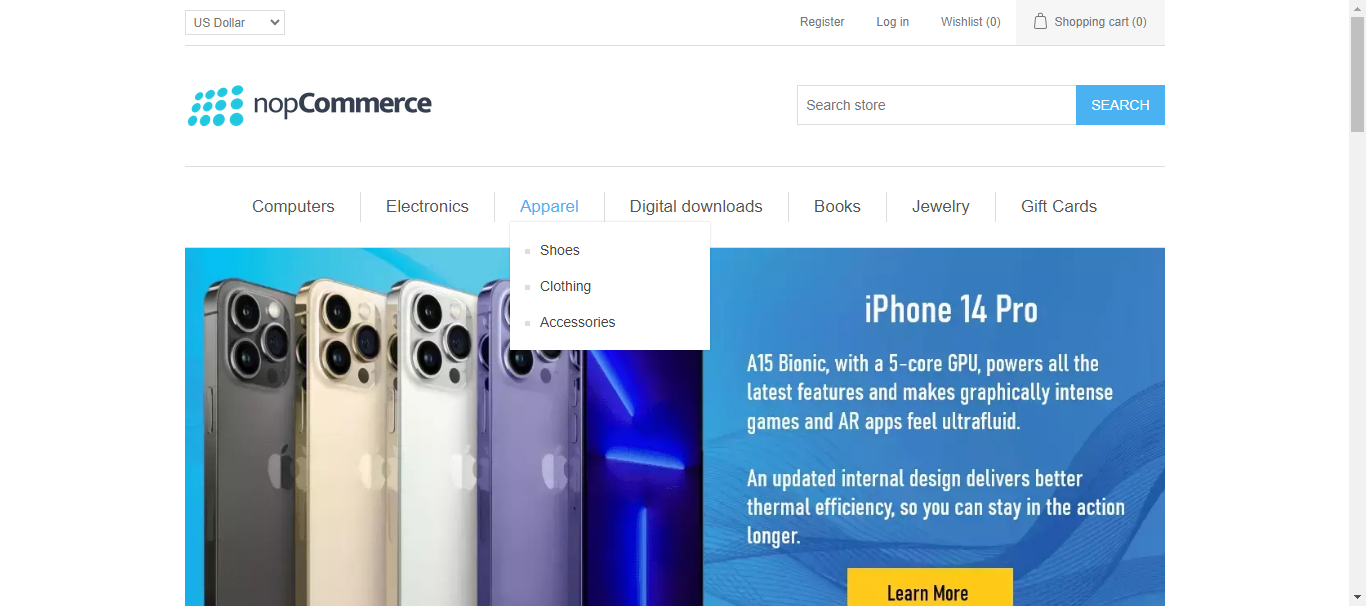 US Dollar
Register Log in Wishlist (0) Shopping cart (0)
nopCommerce
Search store SEARCH
Computers Electronics Apparel Digital downloads Books Jewelry Gift Cards
Shoes
Clothing
Accessories
iPhone 14 Pro
A15 Bionic, with a 5-core GPU, powers all the
latest features and makes graphically intense
games and AR apps feel ultrafluid.
An updated internal design delivers better
thermal efficiency, so you can stay in the action
longer.
Learn More